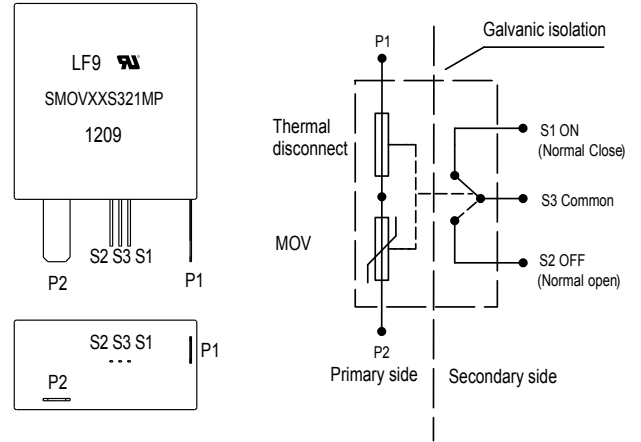 LF9
SMOVXXS321MP
1209
S2 S3 S1
P2
P1
S2 S3 S1
P1
P2
Galvanic isolation
P1
Thermal
disconnect
S1 ON
(Normal Close)
S3 Common
MOV
S2 OFF
(Normal open)
P2
Primary side
Secondary side